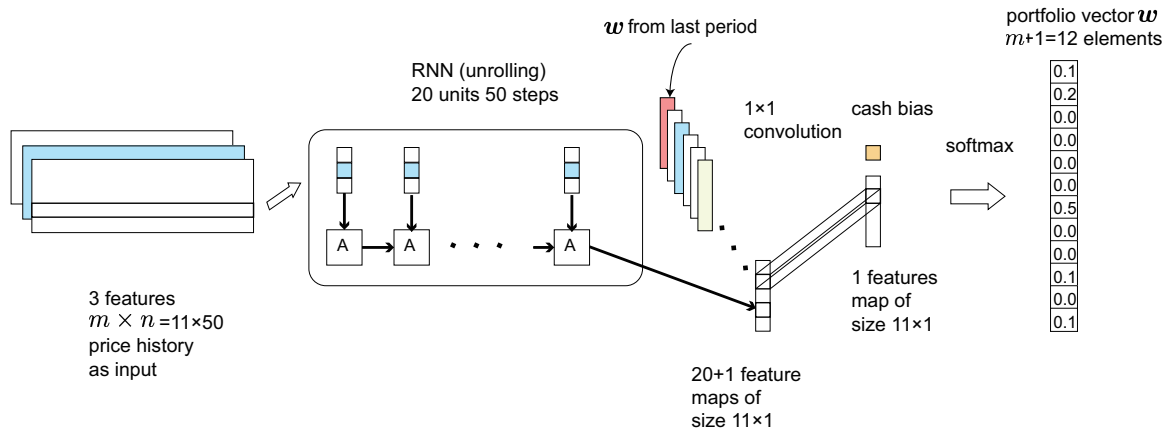 portfolio vector w
m+1=12 elements
w from last period
RNN (unrolling)
20 units 50 steps
1×1
convolution
cash bias
softmax
A
A
A
3 features
m × n =11×50
price history
as input
20+1 feature
maps of
size 11×1
1 features
map of
size 11×1
0.1
0.2
0.0
0.0
0.0
0.0
0.5
0.0
0.0
0.1
0.0
0.1